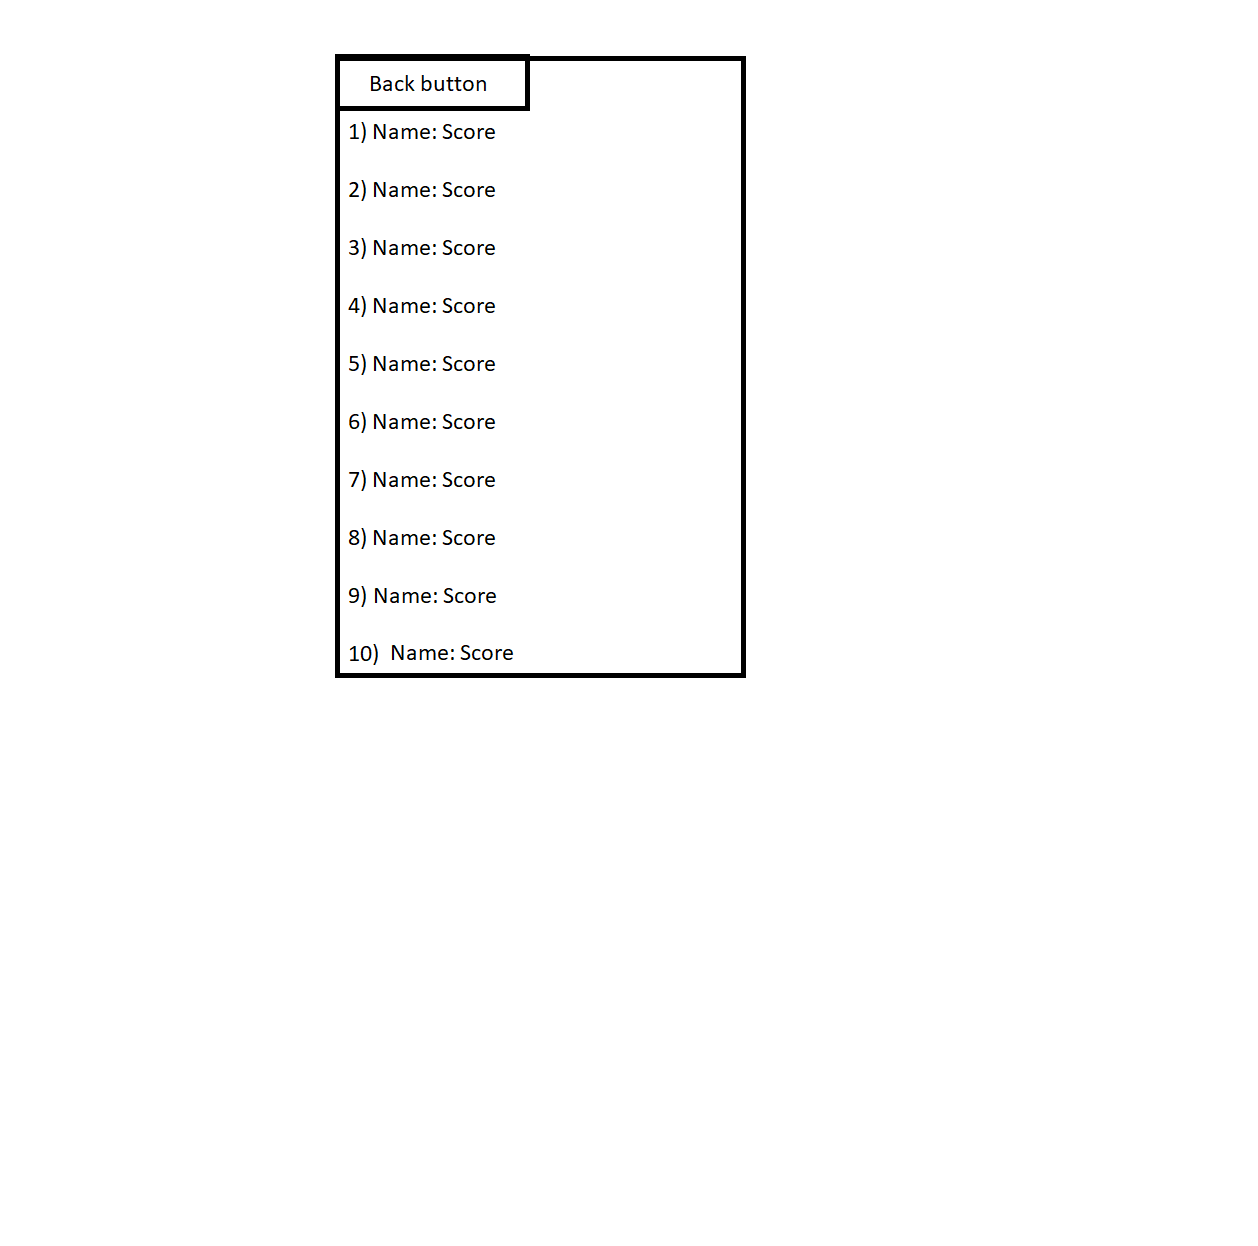 Back button
1) Name: Score
2) Name: Score
3) Name: Score
4) Name: Score
5) Name: Score
6) Name: Score
7) Name: Score
8) Name: Score
9) Name: Score
10) Name: Score